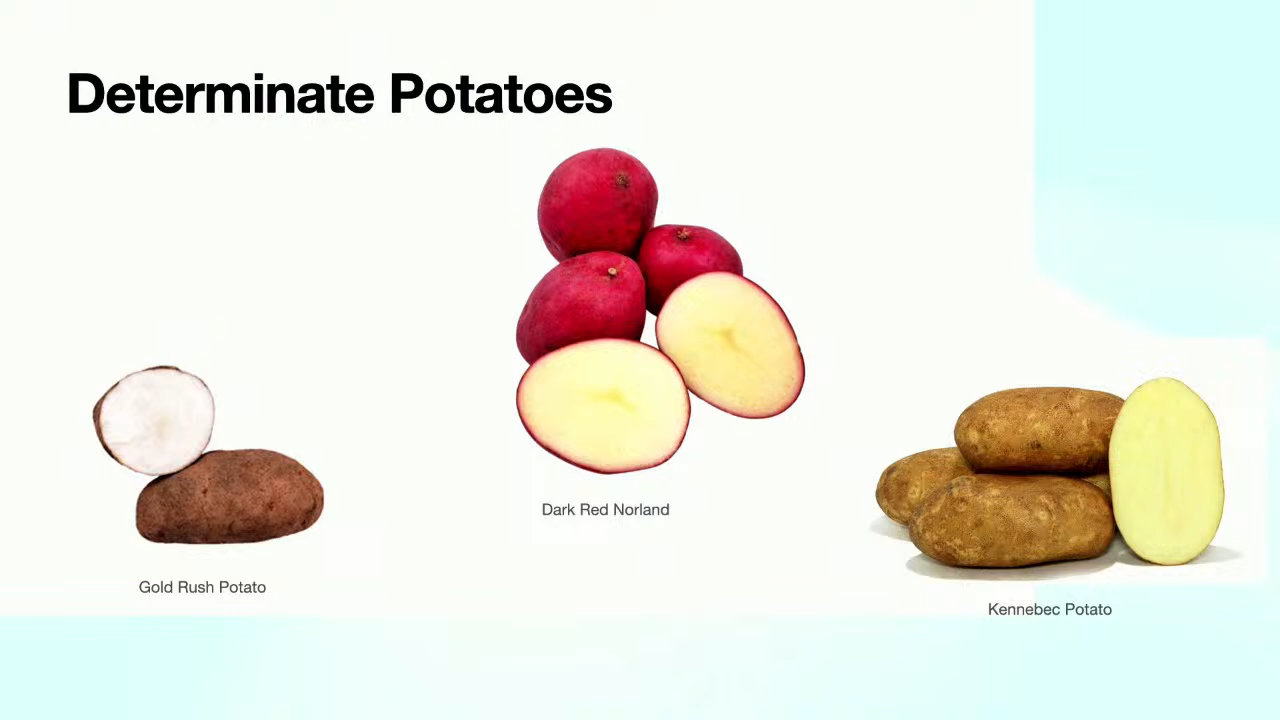 Determinate Potatoes
Dark Red Norland
Gold Rush Potato
Kennebec Potato